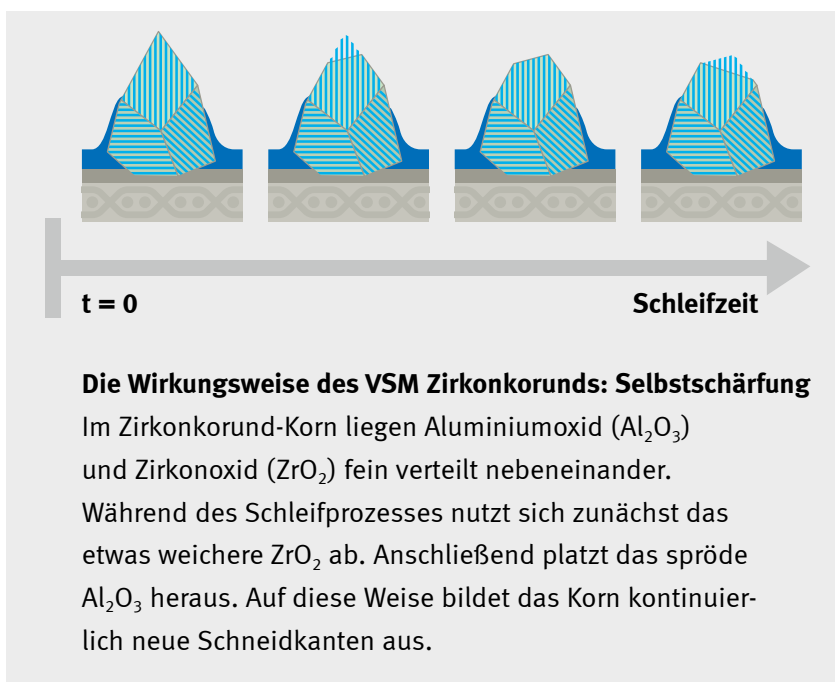 t = 0
Schleifzeit
Die Wirkungsweise des VSM Zirkonkorunds: Selbstschärfung
Im Zirkonkorund-Korn liegen Aluminiumoxid (Al₂O₃)
und Zirkonoxid (ZrO₂) fein verteilt nebeneinander.
Während des Schleifprozesses nutzt sich zunächst das
etwas weichere ZrO₂ ab. Anschließend platzt das spröde
Al₂O₃ heraus. Auf diese Weise bildet das Korn kontinuier-
lich neue Schneidkanten aus.